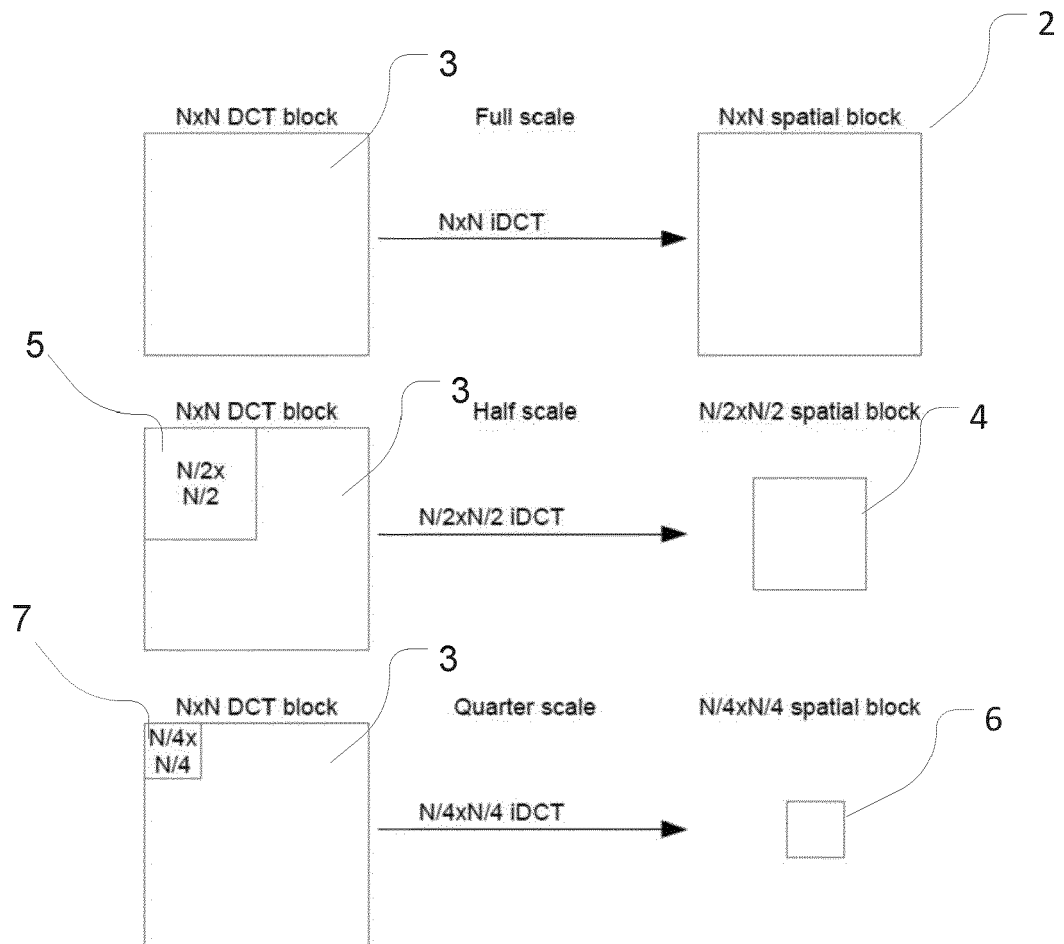 2
3
NxN DCT block
Full scale
NxN spatial block
NxN iDCT
5
3
NxN DCT block
Half scale
N/2xN/2 spatial block
4
N/2x
N/2
N/2xN/2 iDCT
7
3
NxN DCT block
Quarter scale
N/4xN/4 spatial block
6
N/4x
N/4
N/4xN/4 iDCT